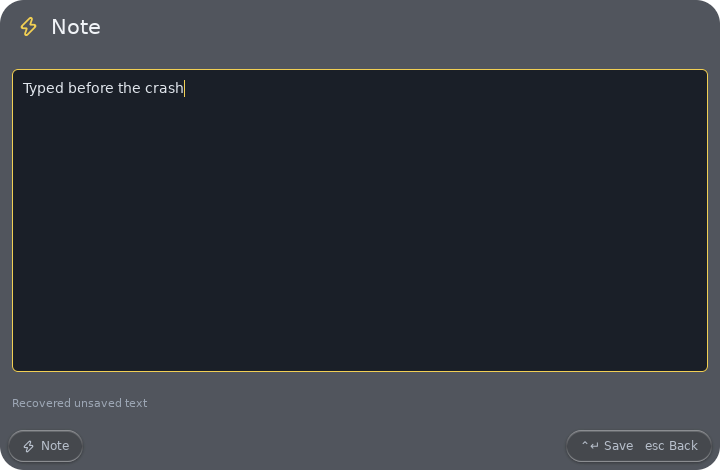 Note
Typed before the crash
Recovered unsaved text
Note
⌃↵ Save esc Back